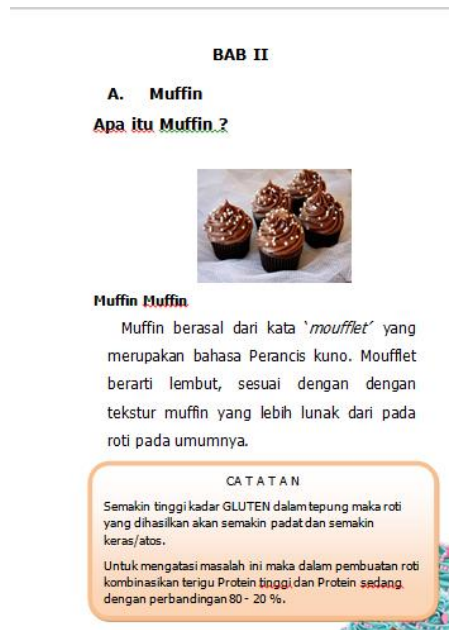 BAB II
A. Muffin
Apa itu Muffin ?
Muffin Muffin
Muffin berasal dari kata `moufflet´ yang
merupakan bahasa Perancis kuno. Moufflet
berarti lembut, sesuai dengan dengan
tekstur muffin yang lebih lunak dari pada
roti pada umumnya.
CATATAN
Semakin tinggi kadar GLUTEN dalam tepung maka roti
yang dihasilkan akan semakin padat dan semakin
keras/atos.
Untuk mengatasi masalah ini maka dalam pembuatan roti
kombinasikan terigu Protein tinggi dan Protein sedang
dengan perbandingan 80 - 20 %.